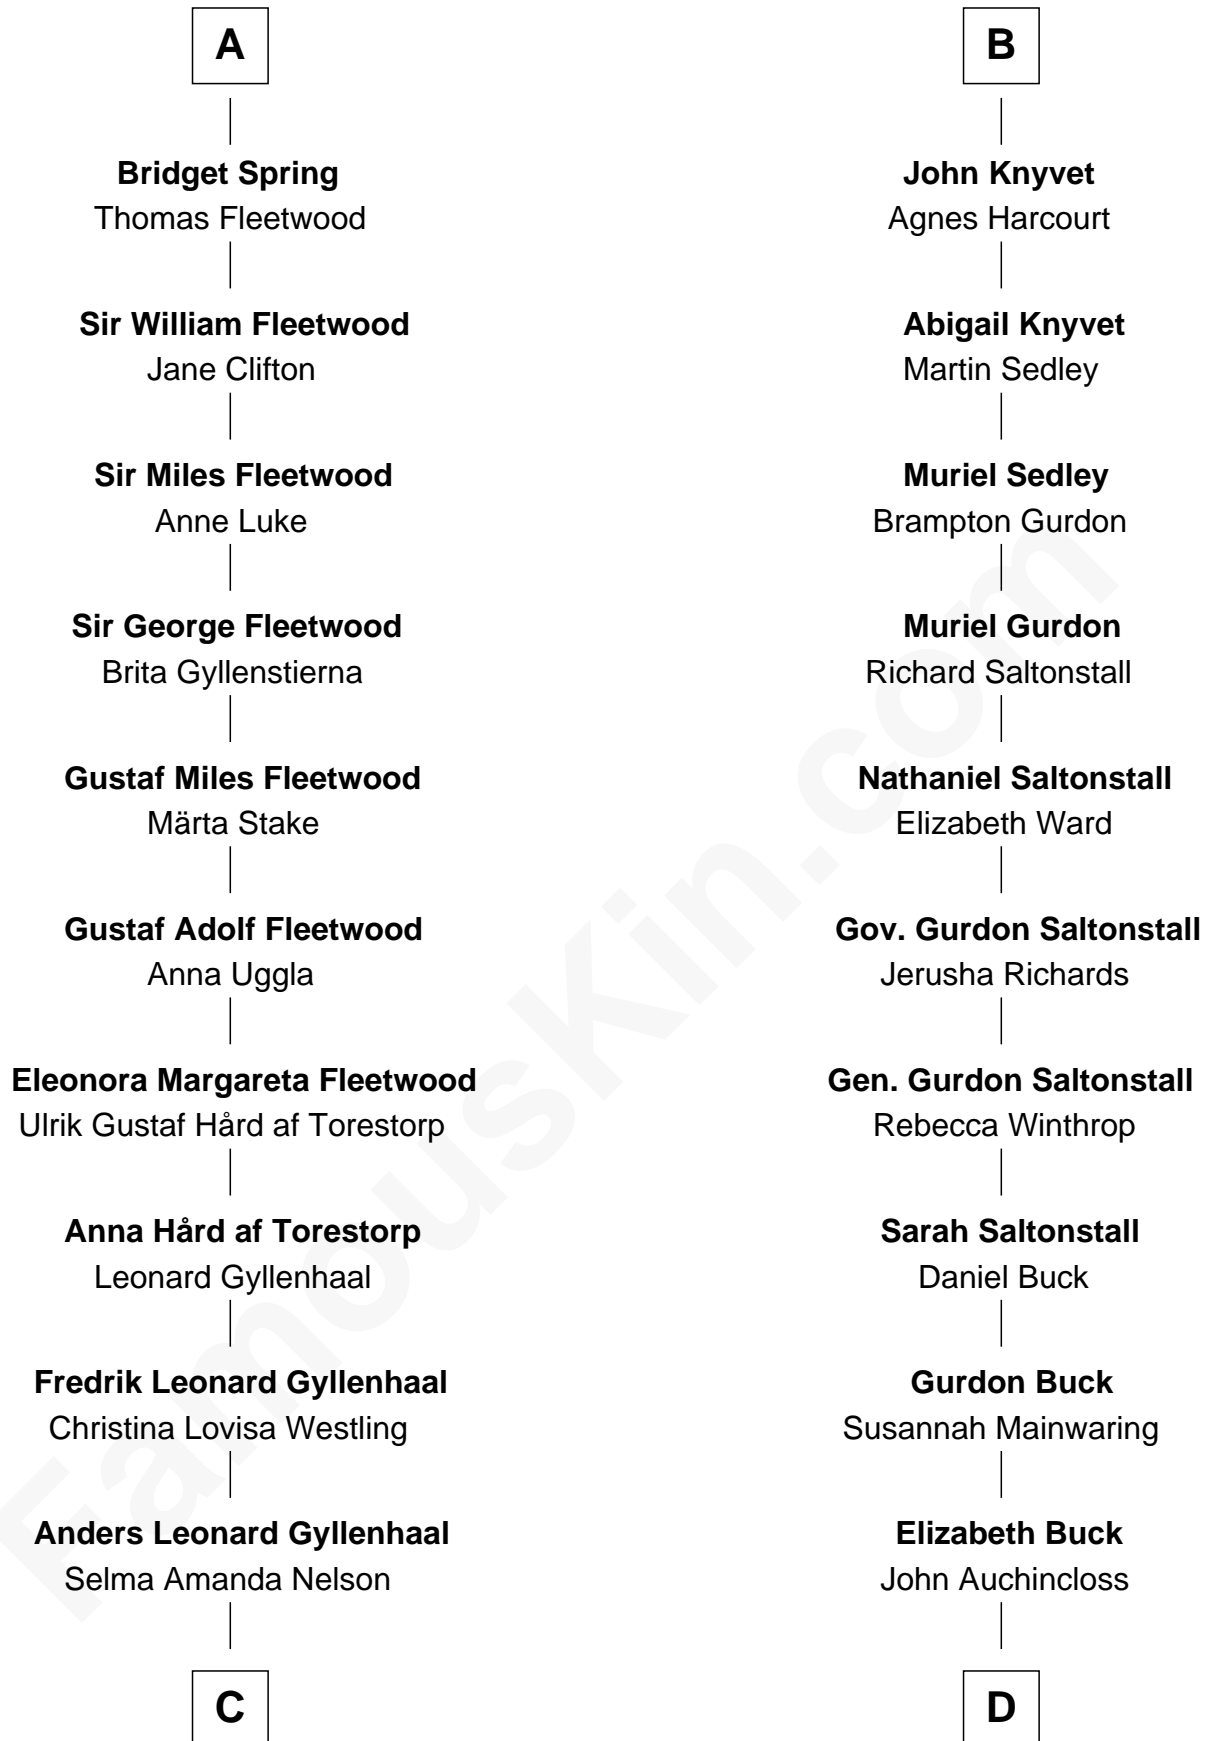 A
Bridget Spring
Thomas Fleetwood
Sir William Fleetwood
Jane Clifton
Sir Miles Fleetwood
Anne Luke
Sir George Fleetwood
Brita Gyllenstierna
Gustaf Miles Fleetwood
Märta Stake
Gustaf Adolf Fleetwood
Anna Uggla
Eleonora Margareta Fleetwood
Ulrik Gustaf Hård af Torestorp
Anna Hård af Torestorp
Leonard Gyllenhaal
Fredrik Leonard Gyllenhaal
Christina Lovisa Westling
Anders Leonard Gyllenhaal
Selma Amanda Nelson
C
B
John Knyvet
Agnes Harcourt
Abigail Knyvet
Martin Sedley
Muriel Sedley
Brampton Gurdon
Muriel Gurdon
Richard Saltonstall
Nathaniel Saltonstall
Elizabeth Ward
Gov. Gurdon Saltonstall
Jerusha Richards
Gen. Gurdon Saltonstall
Rebecca Winthrop
Sarah Saltonstall
Daniel Buck
Gurdon Buck
Susannah Mainwaring
Elizabeth Buck
John Auchincloss
D
FamousKin.com